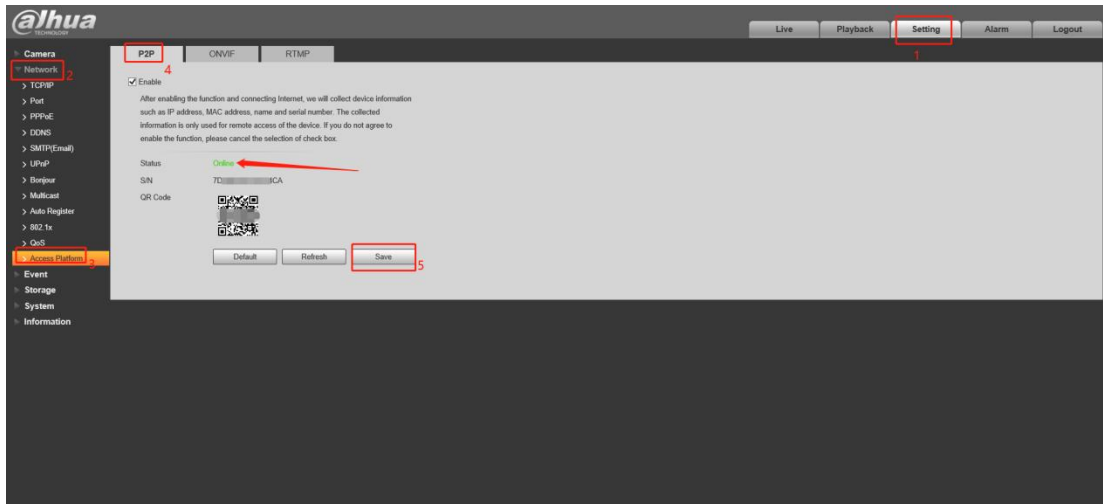 alhua
TECHNOLOGY
Live
Playback
Setting
Alarm
Logout
1
Camera
Network
2
TCP/IP
Port
PPPoE
DDNS
SMTP(Email)
UPnP
Bonjour
Multicast
Auto Register
802.1x
QoS
Access Platform
3
Event
Storage
System
Information
P2P
ONVIF
RTMP
4
Enable
After enabling the function and connecting Internet, we will collect device information
such as IP address, MAC address, name and serial number. The collected
information is only used for remote access of the device. If you do not agree to
enable the function, please cancel the selection of check box.
Status Online
S/N 7D ICA
QR Code
Default
Refresh
Save
5